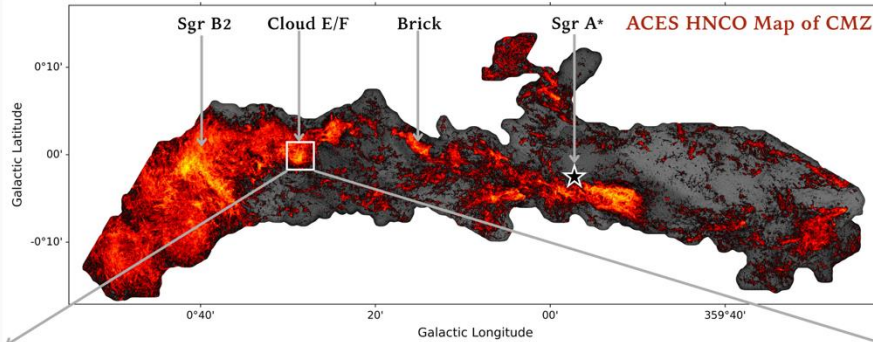 Sgr B2 Cloud E/F Brick Sgr A* ACES HNCO Map of CMZ
0°10'
00'
-0°10'
Galactic Latitude
0°40' 20' 00' 359°40'
Galactic Longitude